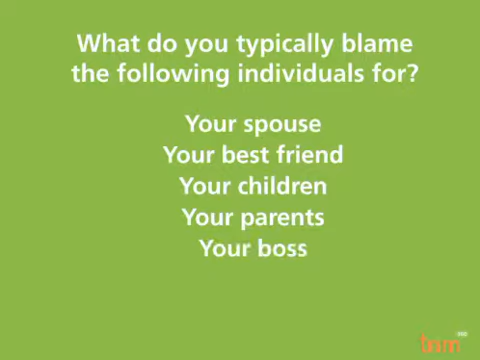 What do you typically blame
the following individuals for?
Your spouse
Your best friend
Your children
Your parents
Your boss